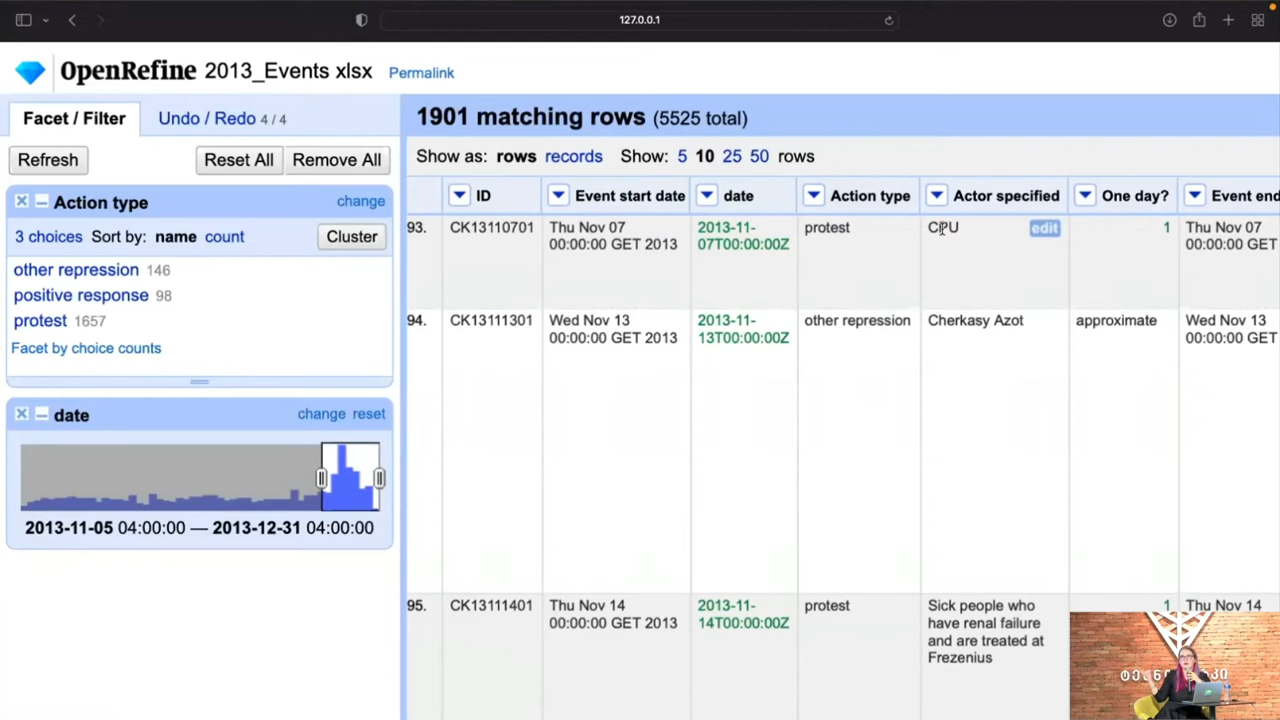 127.0.0.1
OpenRefine 2013_Events xlsx Permalink
Facet / Filter Undo / Redo 4 / 4
Refresh Reset All Remove All
Action type change
3 choices Sort by: name count Cluster
other repression 146
positive response 98
protest 1657
Facet by choice counts
date change reset
2013-11-05 04:00:00 — 2013-12-31 04:00:00
1901 matching rows (5525 total)
Show as: rows records Show: 5 10 25 50 rows
ID Event start date date Action type Actor specified One day? Event end
93. CK13110701 Thu Nov 07 2013-11- protest CPU edit 1 Thu Nov 07
00:00:00 GET 2013 07T00:00:00Z 00:00:00 GET
94. CK13111301 Wed Nov 13 2013-11- other repression Cherkasy Azot approximate Wed Nov 13
00:00:00 GET 2013 13T00:00:00Z 00:00:00 GET
95. CK13111401 Thu Nov 14 2013-11- protest Sick people who 1 Thu Nov 14
00:00:00 GET 2013 14T00:00:00Z have renal failure
and are treated at
Frezenius